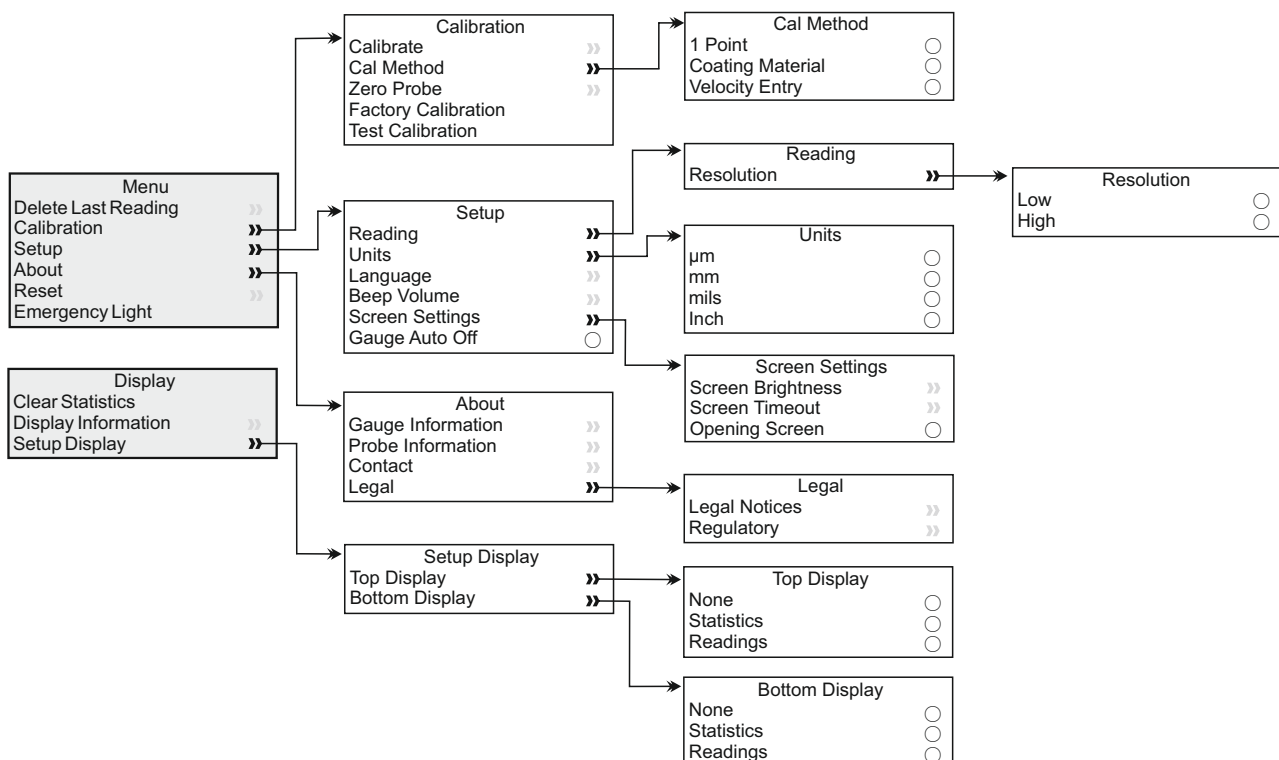 Menu
Delete Last Reading
Calibration
Setup
About
Reset
Emergency Light
Display
Clear Statistics
Display Information
Setup Display
Calibration
Calibrate
Cal Method
Zero Probe
Factory Calibration
Test Calibration
Setup
Reading
Units
Language
Beep Volume
Screen Settings
Gauge Auto Off
About
Gauge Information
Probe Information
Contact
Legal
Setup Display
Top Display
Bottom Display
Cal Method
1 Point
Coating Material
Velocity Entry
Reading
Resolution
Units
µm
mm
mils
Inch
Screen Settings
Screen Brightness
Screen Timeout
Opening Screen
Legal
Legal Notices
Regulatory
Top Display
None
Statistics
Readings
Bottom Display
None
Statistics
Readings
Resolution
Low
High